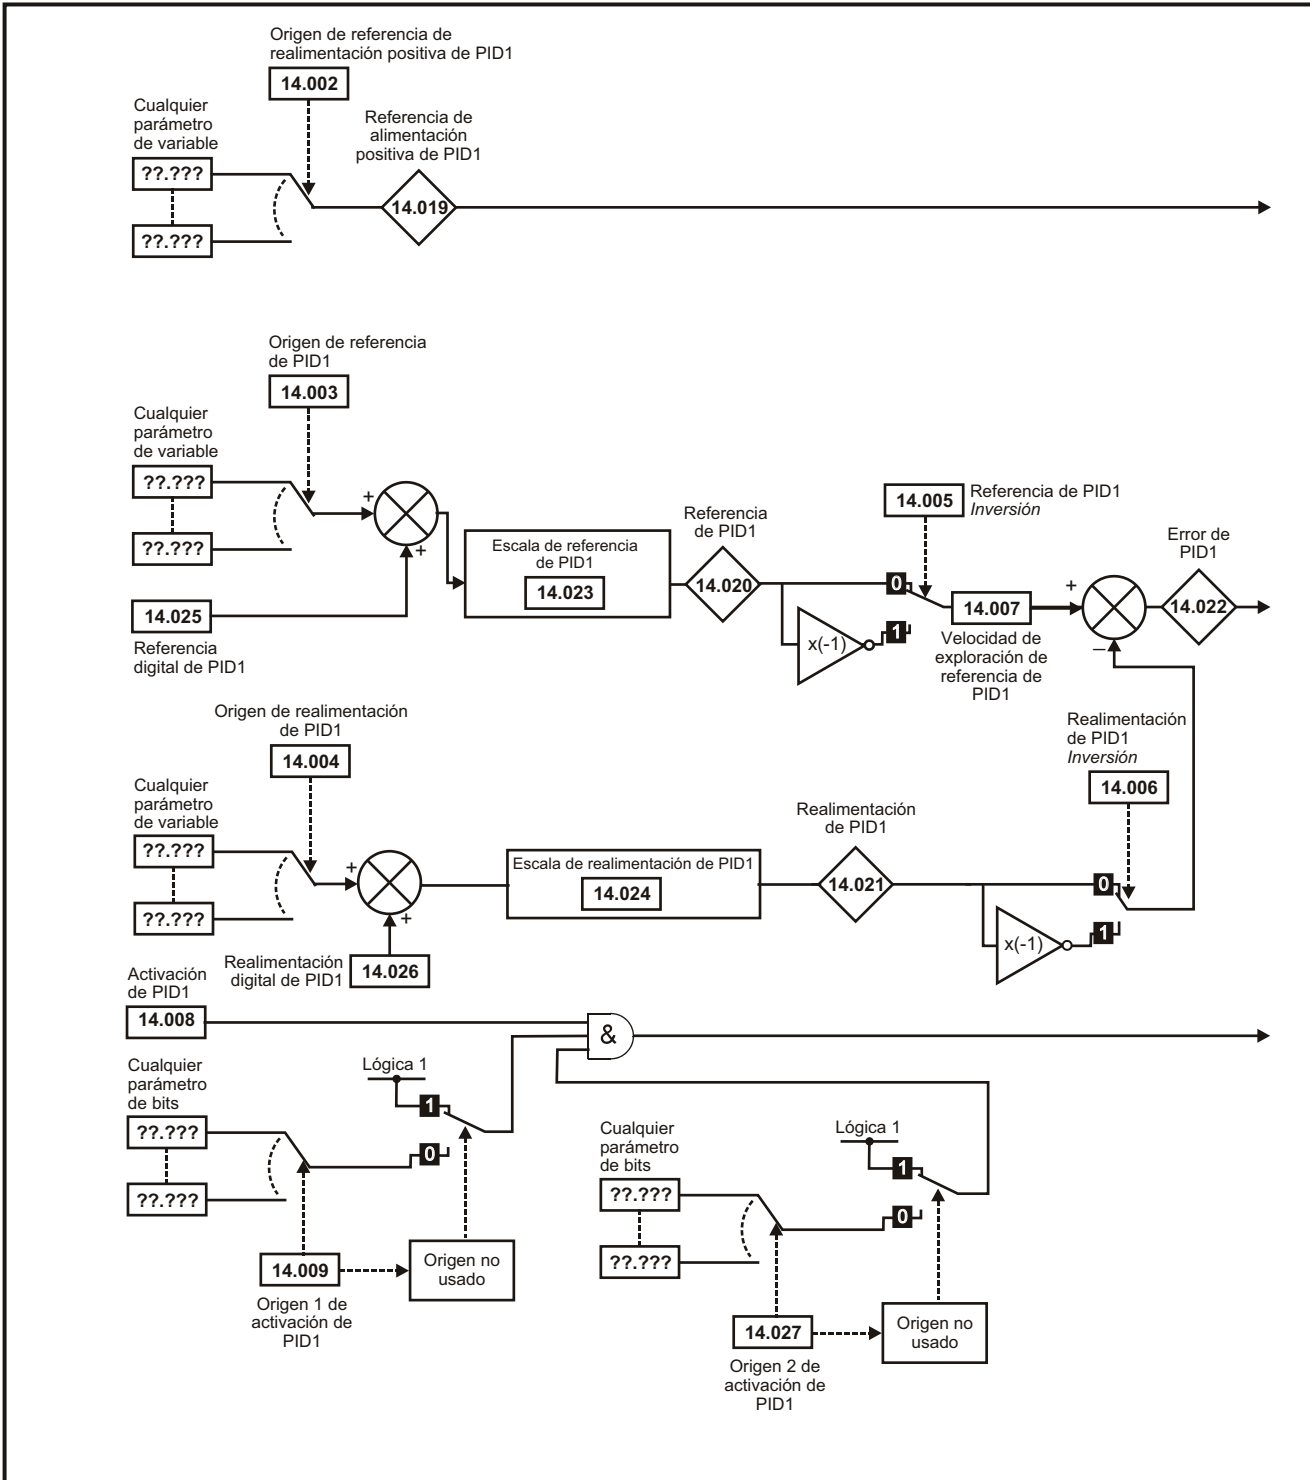 Origen de referencia de
realimentación positiva de PID1
14.002
Cualquier
parámetro
de variable
Referencia de
alimentación
positiva de PID1
??.???
14.019
??.???
Origen de referencia
de PID1
14.003
Cualquier
parámetro
de variable
??.???
??.???
+
+
14.025
Referencia
digital de PID1
Escala de referencia
de PID1
14.023
Referencia
de PID1
14.020
14.005
Referencia de PID1
Inversión
0
1
x(-1)
14.007
Velocidad de
exploración de
referencia de
PID1
+
–
Error de
PID1
14.022
Origen de realimentación
de PID1
14.004
Cualquier
parámetro
de variable
??.???
??.???
+
+
Realimentación
digital de PID1
14.026
Escala de realimentación de PID1
14.024
Realimentación
de PID1
14.021
Realimentación
de PID1
Inversión
14.006
0
1
x(-1)
Activación
de PID1
14.008
&
Cualquier
parámetro
de bits
??.???
??.???
Lógica 1
1
0
14.009
Origen 1 de
activación de
PID1
Origen no
usado
Cualquier
parámetro
de bits
??.???
??.???
Lógica 1
1
0
14.027
Origen 2 de
activación de
PID1
Origen no
usado